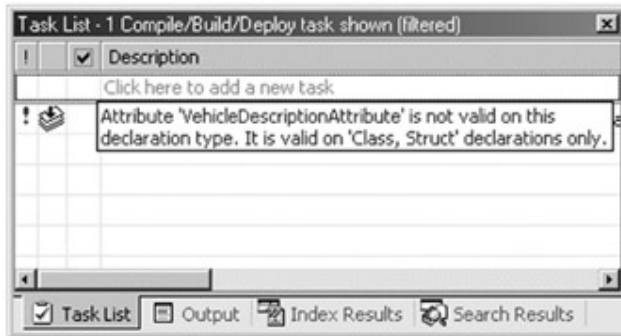 Task List - 1 Compile/Build/Deploy task shown (filtered)
! Description
Click here to add a new task
! Attribute 'VehicleDescriptionAttribute' is not valid on this
declaration type. It is valid on 'Class, Struct' declarations only.
Task List Output Index Results Search Results